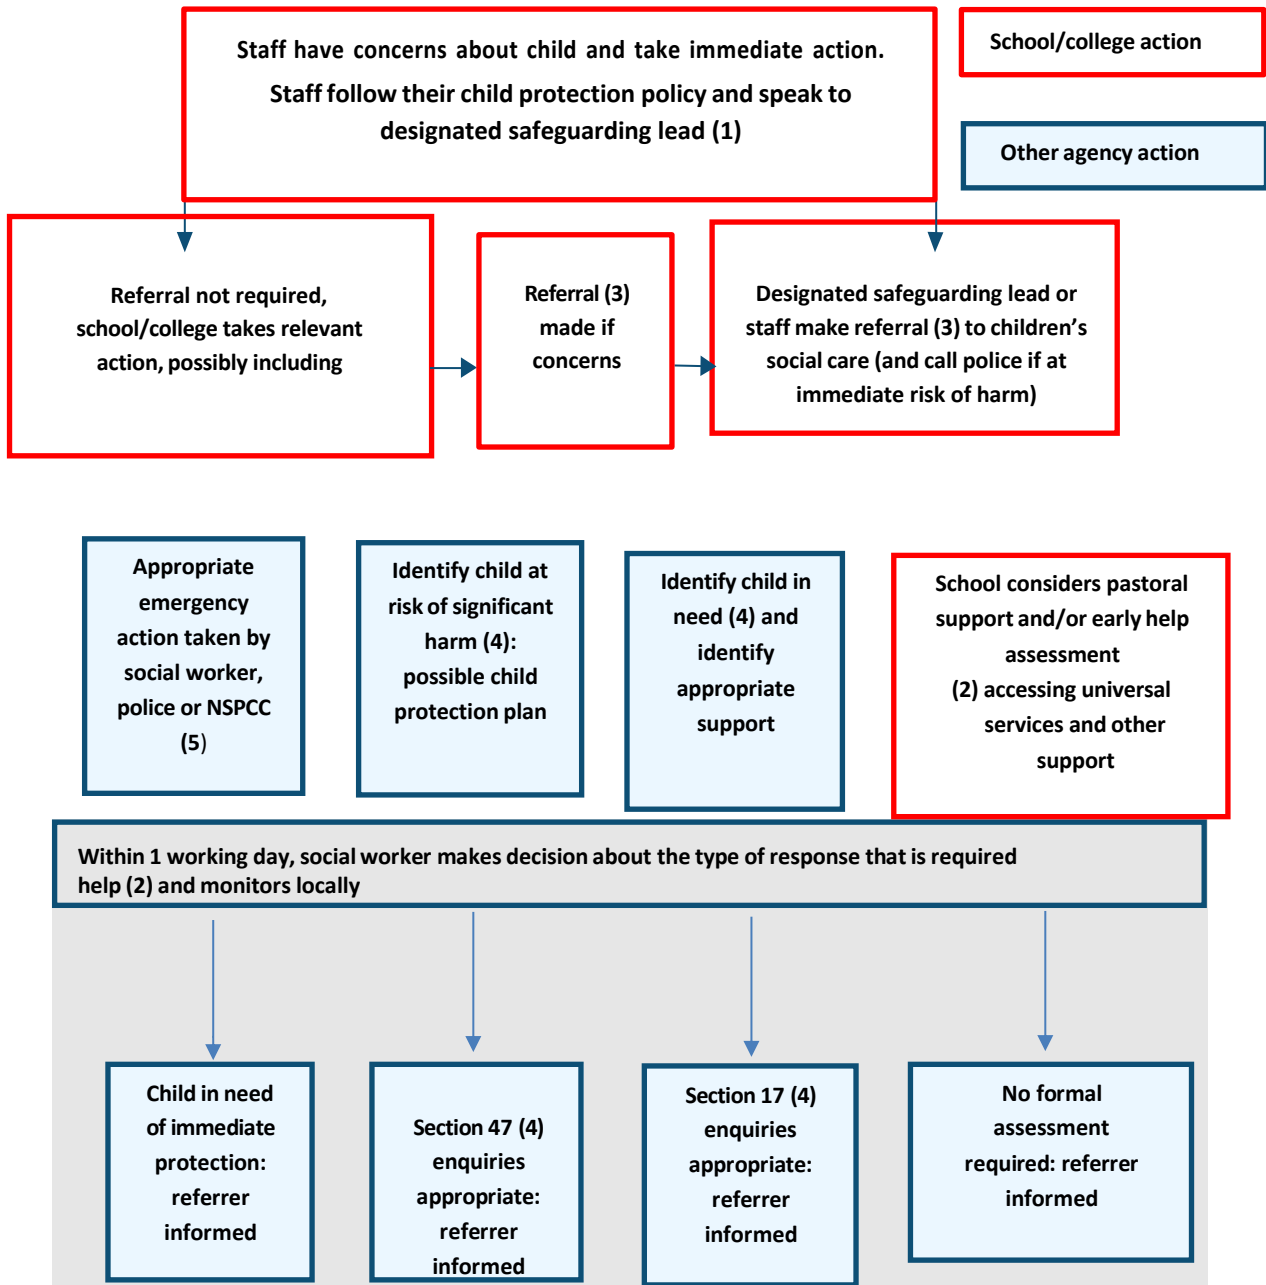 Staff have concerns about child and take immediate action.
Staff follow their child protection policy and speak to
designated safeguarding lead (1)
School/college action
Other agency action
Referral not required,
school/college takes relevant
action, possibly including
Referral (3)
made if
concerns
Designated safeguarding lead or
staff make referral (3) to children’s
social care (and call police if at
immediate risk of harm)
Appropriate
emergency
action taken by
social worker,
police or NSPCC
(5)
Identify child at
risk of significant
harm (4):
possible child
protection plan
Identify child in
need (4) and
identify
appropriate
support
School considers pastoral
support and/or early help
assessment
(2) accessing universal
services and other
support
Within 1 working day, social worker makes decision about the type of response that is required
help (2) and monitors locally
Child in need
of immediate
protection:
referrer
informed
Section 47 (4)
enquiries
appropriate:
referrer
informed
Section 17 (4)
enquiries
appropriate:
referrer
informed
No formal
assessment
required: referrer
informed